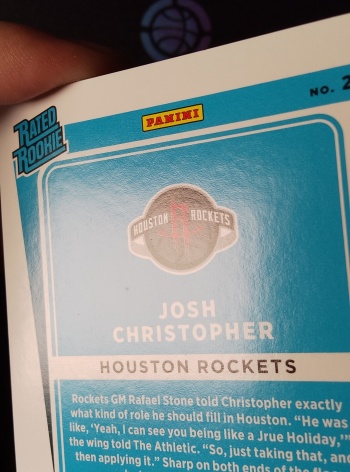 RATED
ROOKIE
PANINI
NO. 2
HOUSTON R ROCKETS
JOSH
CHRISTOPHER
HOUSTON ROCKETS
Rockets GM Rafael Stone told Christopher exactly
what kind of role he should fill in Houston. “He was
like, ‘Yeah, I can see you being like a Jrue Holiday,’”
the wing told The Athletic. “So, just taking that, and
then applying it.” Sharp on both ends of the